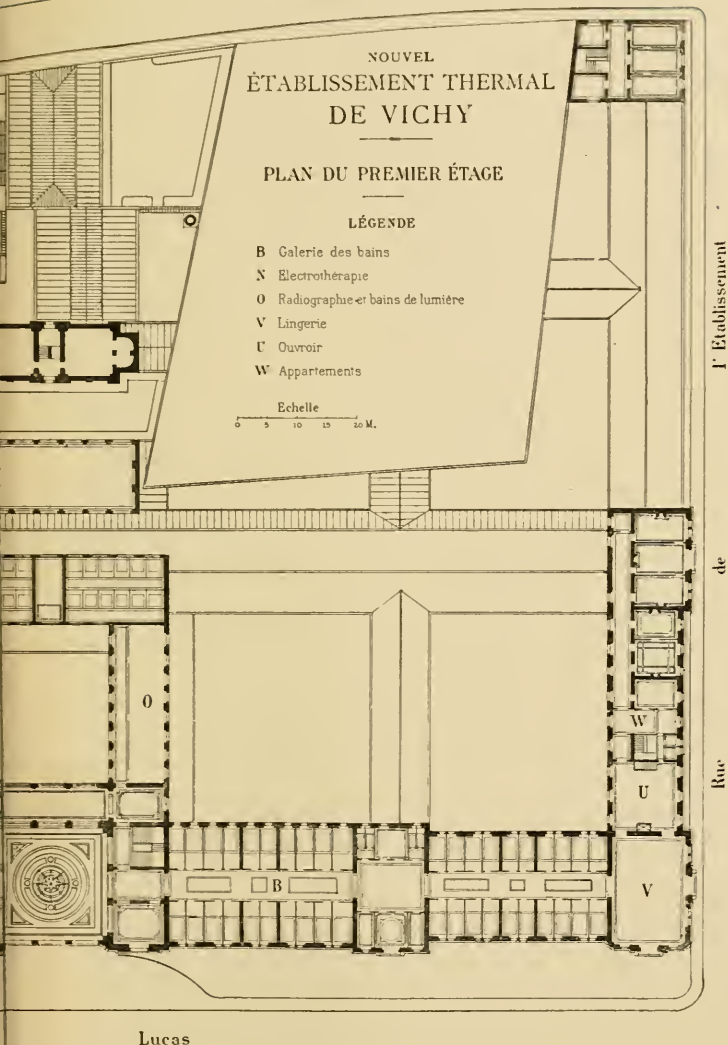 NOUVEL
ÉTABLISSEMENT THERMAL
DE VICHY
PLAN DU PREMIER ÉTAGE
LÉGENDE
B Galerie des bains
N Electrothérapie
O Radiographie et bains de lumière
V Lingerie
U Ouvroir
W Appartements
Echelle
0 5 10 15 20 M.
Rue de l'Etablissement
O
W
U
B
V
Lucas